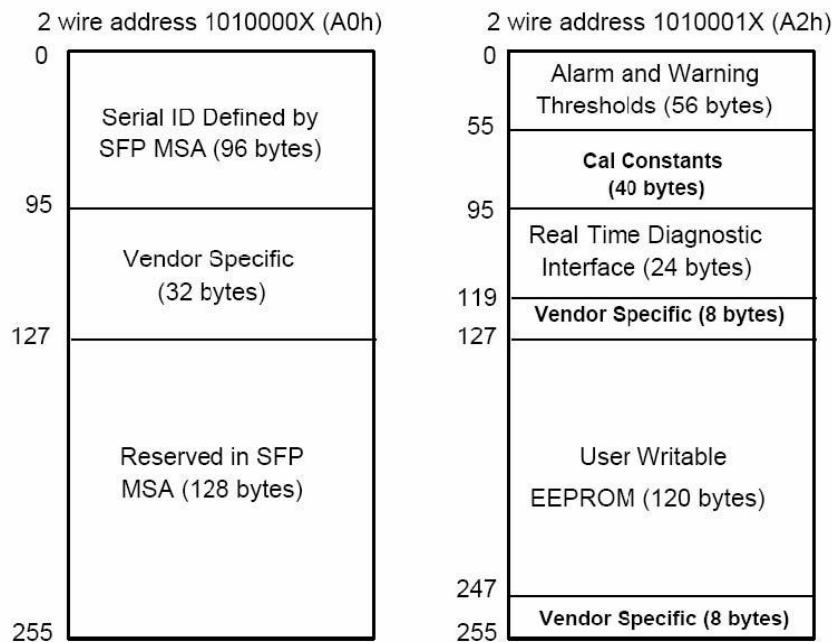 2 wire address 1010000X (A0h)
0
Serial ID Defined by
SFP MSA (96 bytes)
95
Vendor Specific
(32 bytes)
127
Reserved in SFP
MSA (128 bytes)
255
2 wire address 1010001X (A2h)
0
Alarm and Warning
Thresholds (56 bytes)
55
Cal Constants
(40 bytes)
95
Real Time Diagnostic
Interface (24 bytes)
119
Vendor Specific (8 bytes)
127
User Writable
EEPROM (120 bytes)
247
Vendor Specific (8 bytes)
255